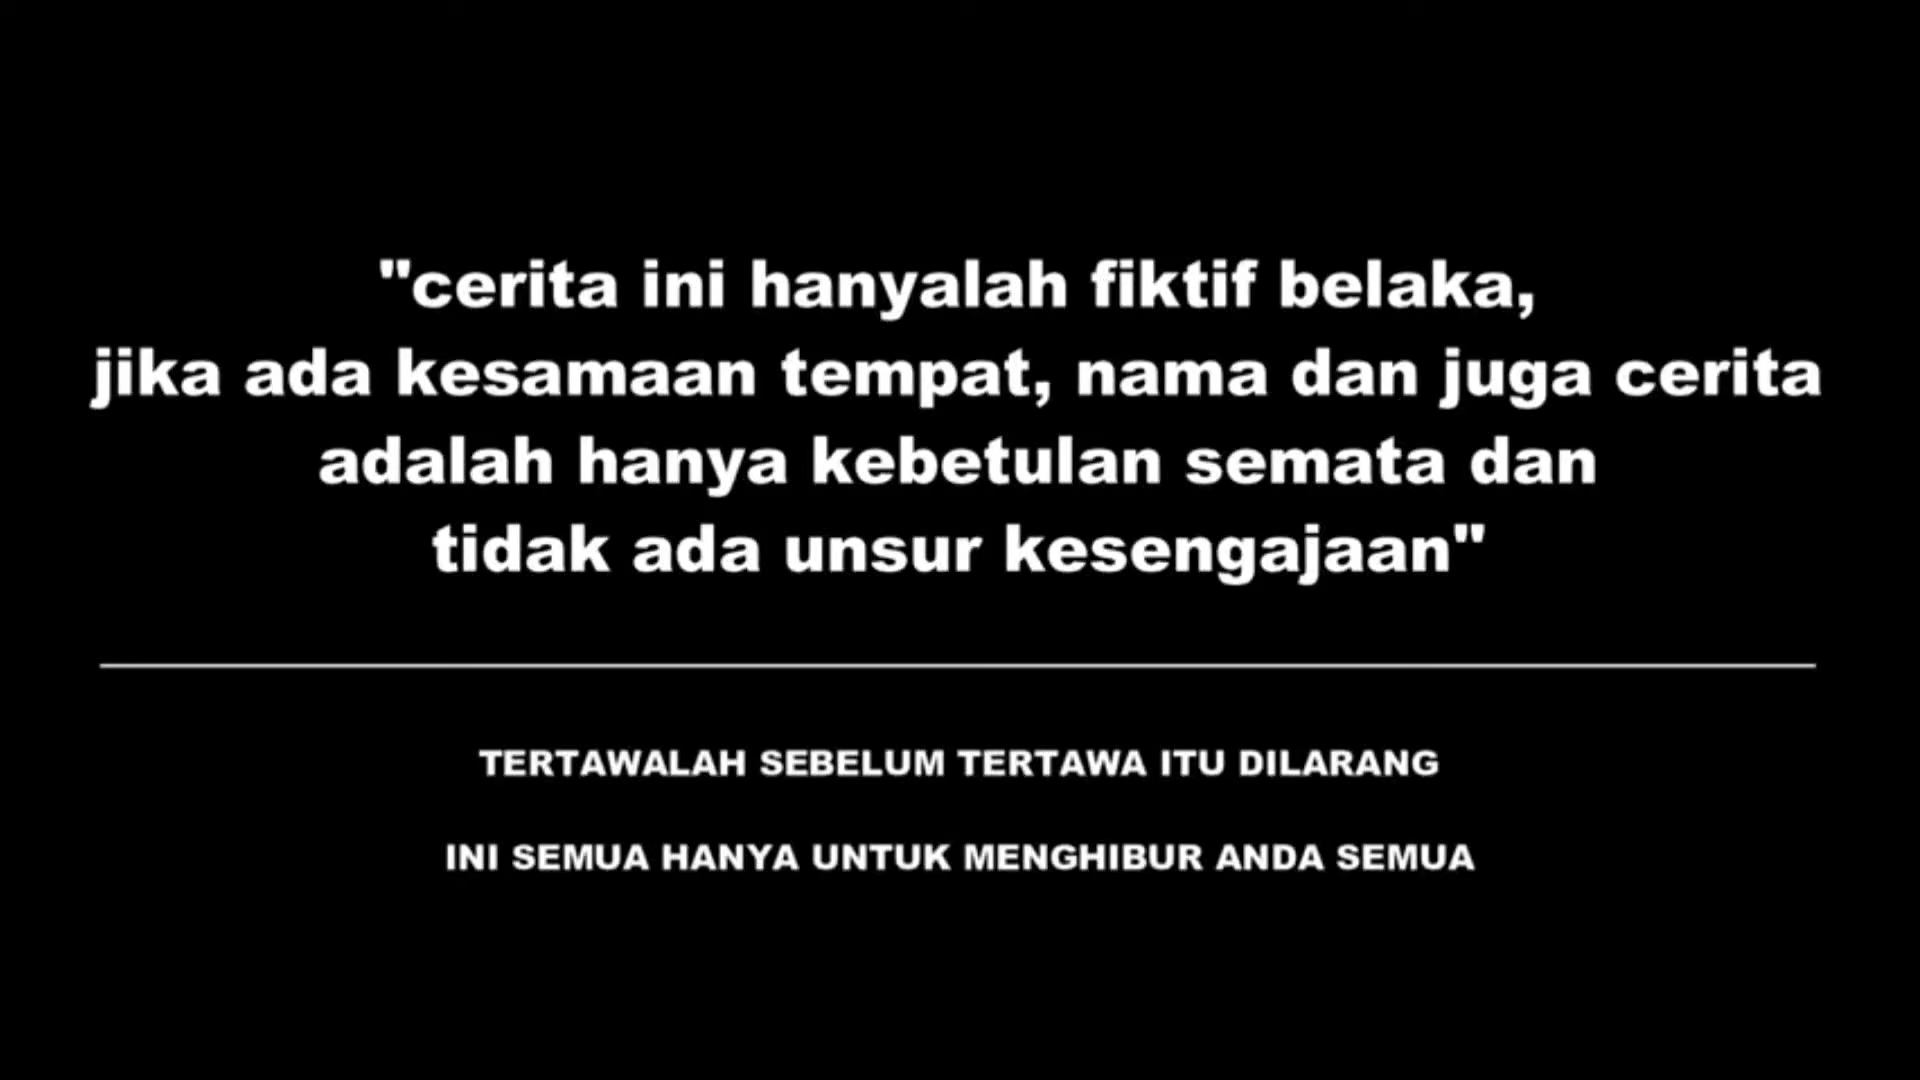 "cerita ini hanyalah fiktif belaka,
jika ada kesamaan tempat, nama dan juga cerita
adalah hanya kebetulan semata dan
tidak ada unsur kesengajaan"
TERTAWALAH SEBELUM TERTAWA ITU DILARANG
INI SEMUA HANYA UNTUK MENGHIBUR ANDA SEMUA